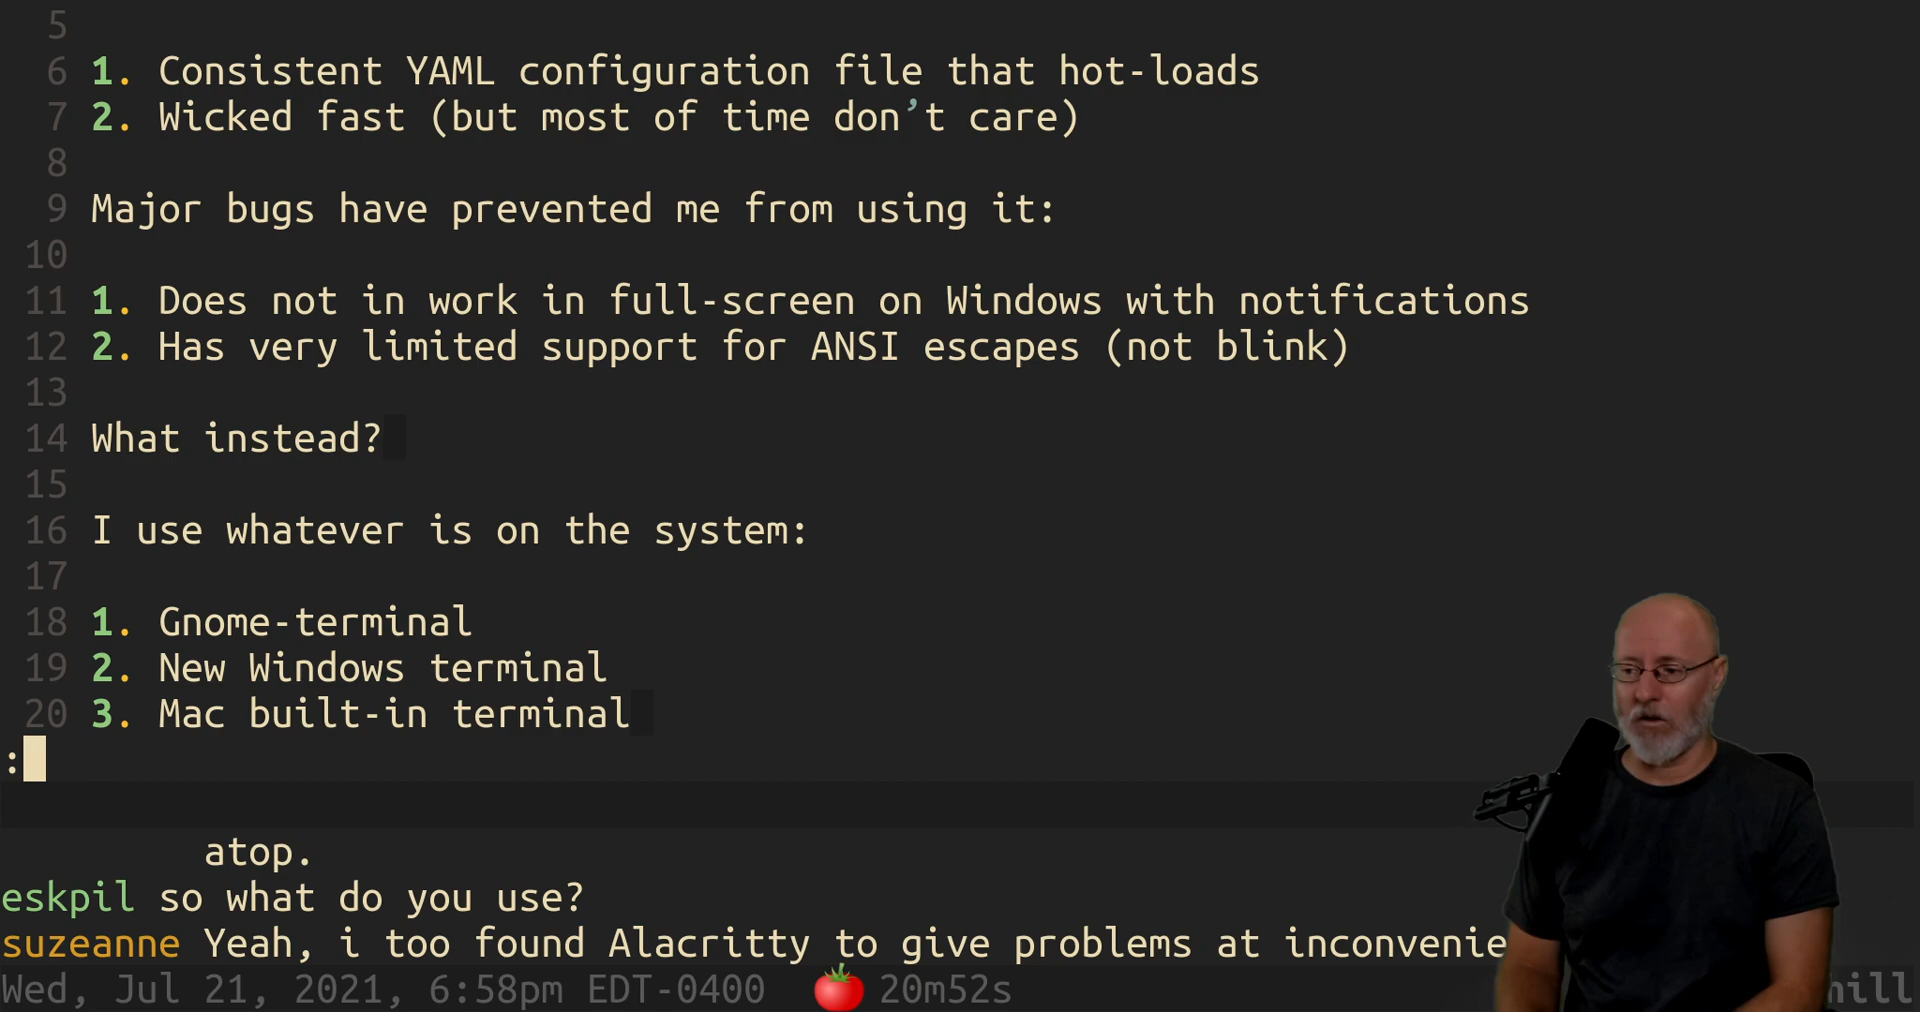 5
6 1. Consistent YAML configuration file that hot-loads
7 2. Wicked fast (but most of time don’t care)
8
9 Major bugs have prevented me from using it:
10
11 1. Does not in work in full-screen on Windows with notifications
12 2. Has very limited support for ANSI escapes (not blink)
13
14 What instead?
15
16 I use whatever is on the system:
17
18 1. Gnome-terminal
19 2. New Windows terminal
20 3. Mac built-in terminal
:
atop.
eskpil so what do you use?
suzeanne Yeah, i too found Alacritty to give problems at inconvenie
Wed, Jul 21, 2021, 6:58pm EDT-0400 🍅 20m52s hill